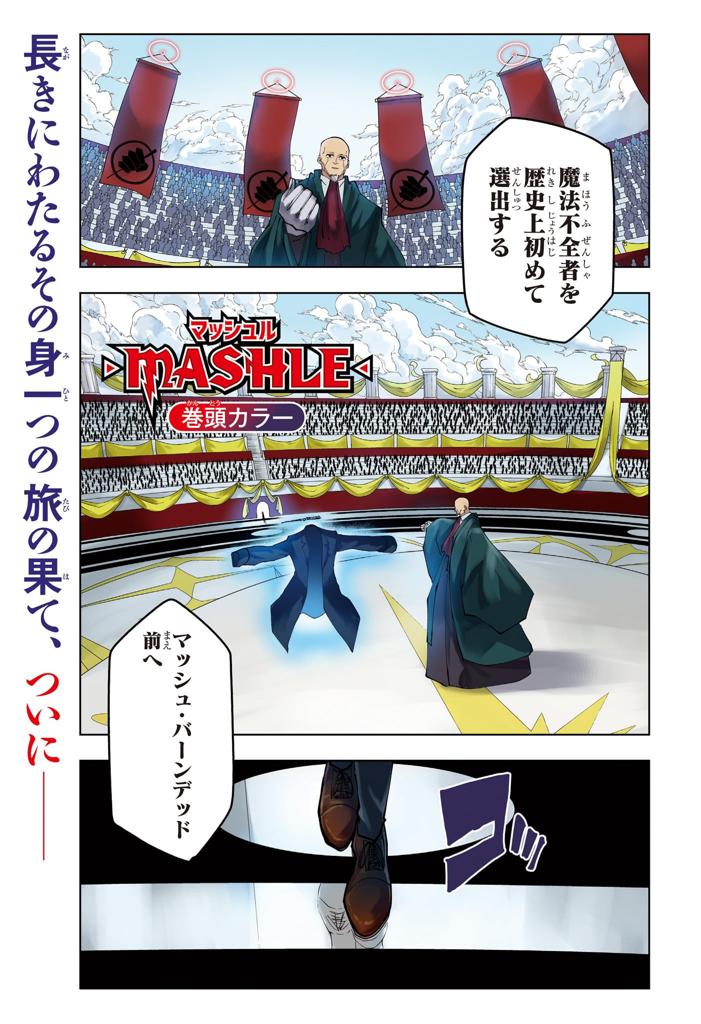 魔法不全者を
歴史上初めて
選出する
マッシュル
MASHLE
巻頭カラー
マッシュ・バーンデッド
前へ
コツッ
長きにわたるその身一つの旅の果て、ついに――